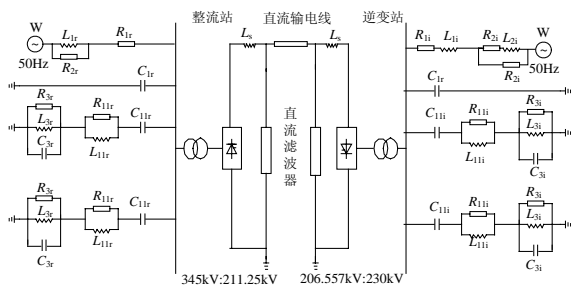 整流站
直流输电线
逆变站
W
50Hz
L1r
R2r
R1r
Ls
Ls
R1i
L1i
R2i
L2i
R2i
W
50Hz
C1r
C1r
R3r
L3r
C3r
R11r
L11r
C11r
C11i
R11i
L11i
R3i
L3i
C3i
直流滤波器
R3r
L3r
C3r
R11r
L11r
C11r
C11i
R11i
L11i
R3i
L3i
C3i
345kV:211.25kV
206.557kV:230kV